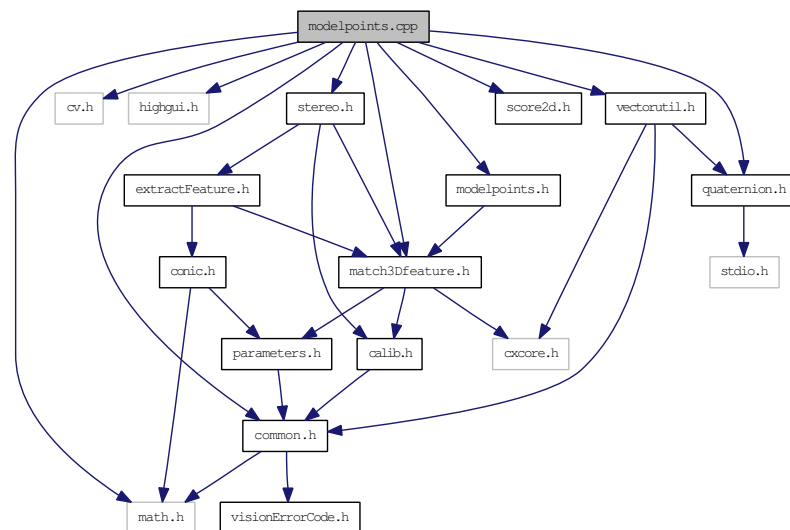 modelpoints.cpp
cv.h
highgui.h
stereo.h
score2d.h
vectorutil.h
extractFeature.h
modelpoints.h
quaternion.h
conic.h
match3Dfeature.h
stdio.h
parameters.h
calib.h
cxcore.h
common.h
math.h
visionErrorCode.h